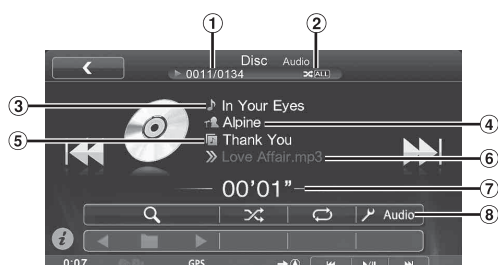 ① ②
Disc Audio
0011/0134 ALL
③ In Your Eyes
Alpine ④
⑤ Thank You
Love Affair.mp3 ⑥
00'01" ⑦
Audio ⑧
i
0:07 GPS A